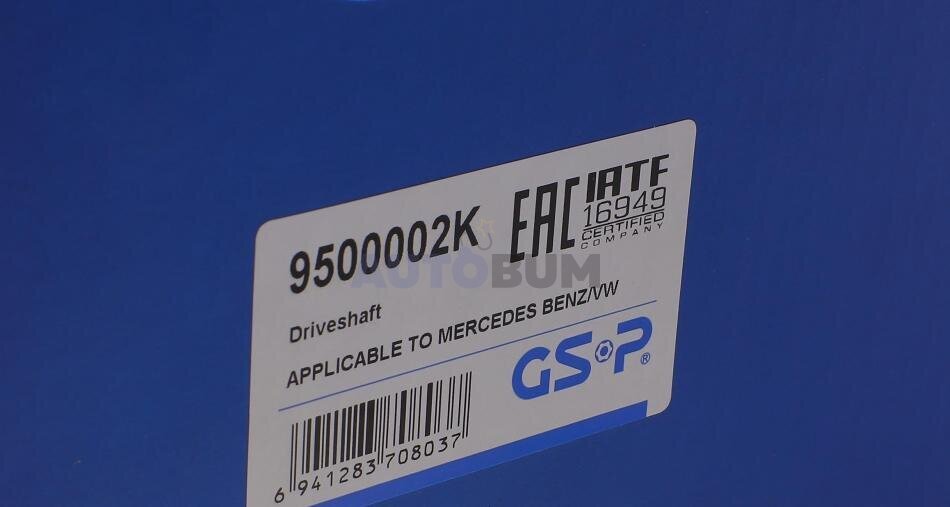 9500002K
EAC
IATF
16949
CERTIFIED
COMPANY
AUTOBUM
Driveshaft
APPLICABLE TO MERCEDES BENZ/VW
GSP®
6 941283 708037